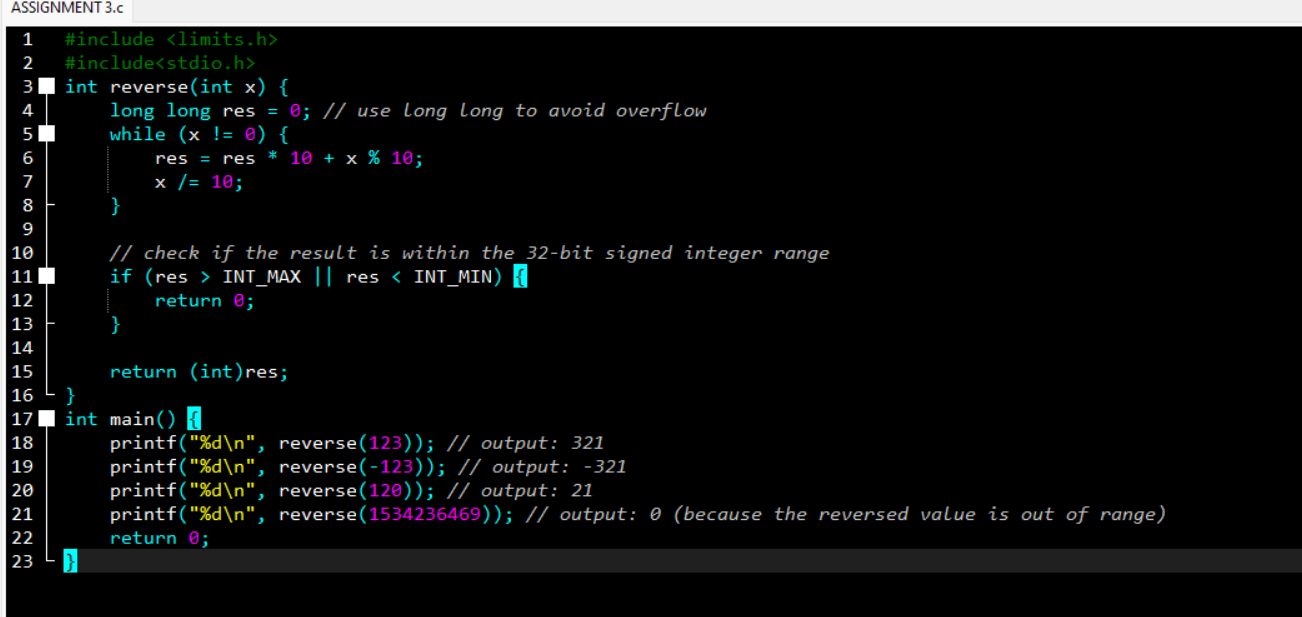 ASSIGNMENT 3.c
1 #include <limits.h>
2 #include<stdio.h>
3 int reverse(int x) {
4     long long res = 0; // use long long to avoid overflow
5     while (x != 0) {
6         res = res * 10 + x % 10;
7         x /= 10;
8     }
9
10     // check if the result is within the 32-bit signed integer range
11     if (res > INT_MAX || res < INT_MIN) {
12         return 0;
13     }
14
15     return (int)res;
16 }
17 int main() {
18     printf("%d\n", reverse(123)); // output: 321
19     printf("%d\n", reverse(-123)); // output: -321
20     printf("%d\n", reverse(120)); // output: 21
21     printf("%d\n", reverse(1534236469)); // output: 0 (because the reversed value is out of range)
22     return 0;
23 }